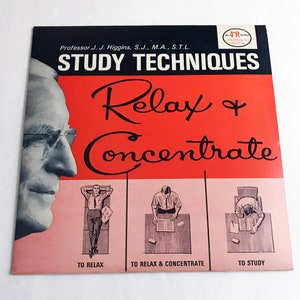 Professor J. J. Higgins, S.J., M.A., S.T.L.
STUDY TECHNIQUES
Relax &
Concentrate
TO RELAX
TO RELAX & CONCENTRATE
TO STUDY